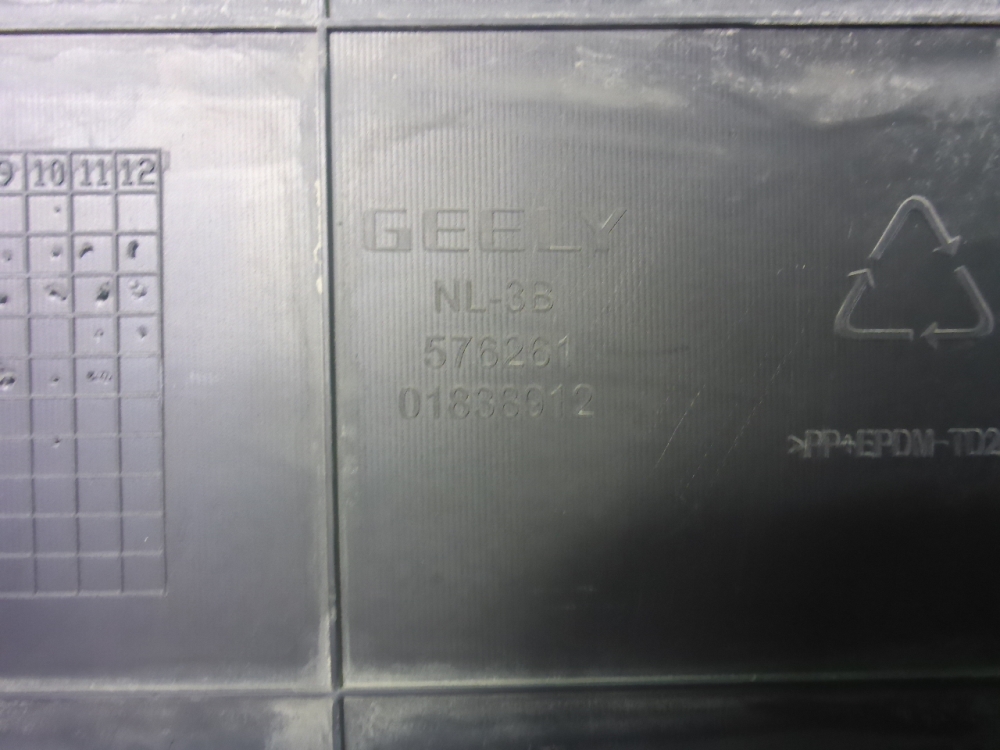 9 10 11 12
GEELY
NL-3B
576261
01838912
>PP+EPDM-TD2